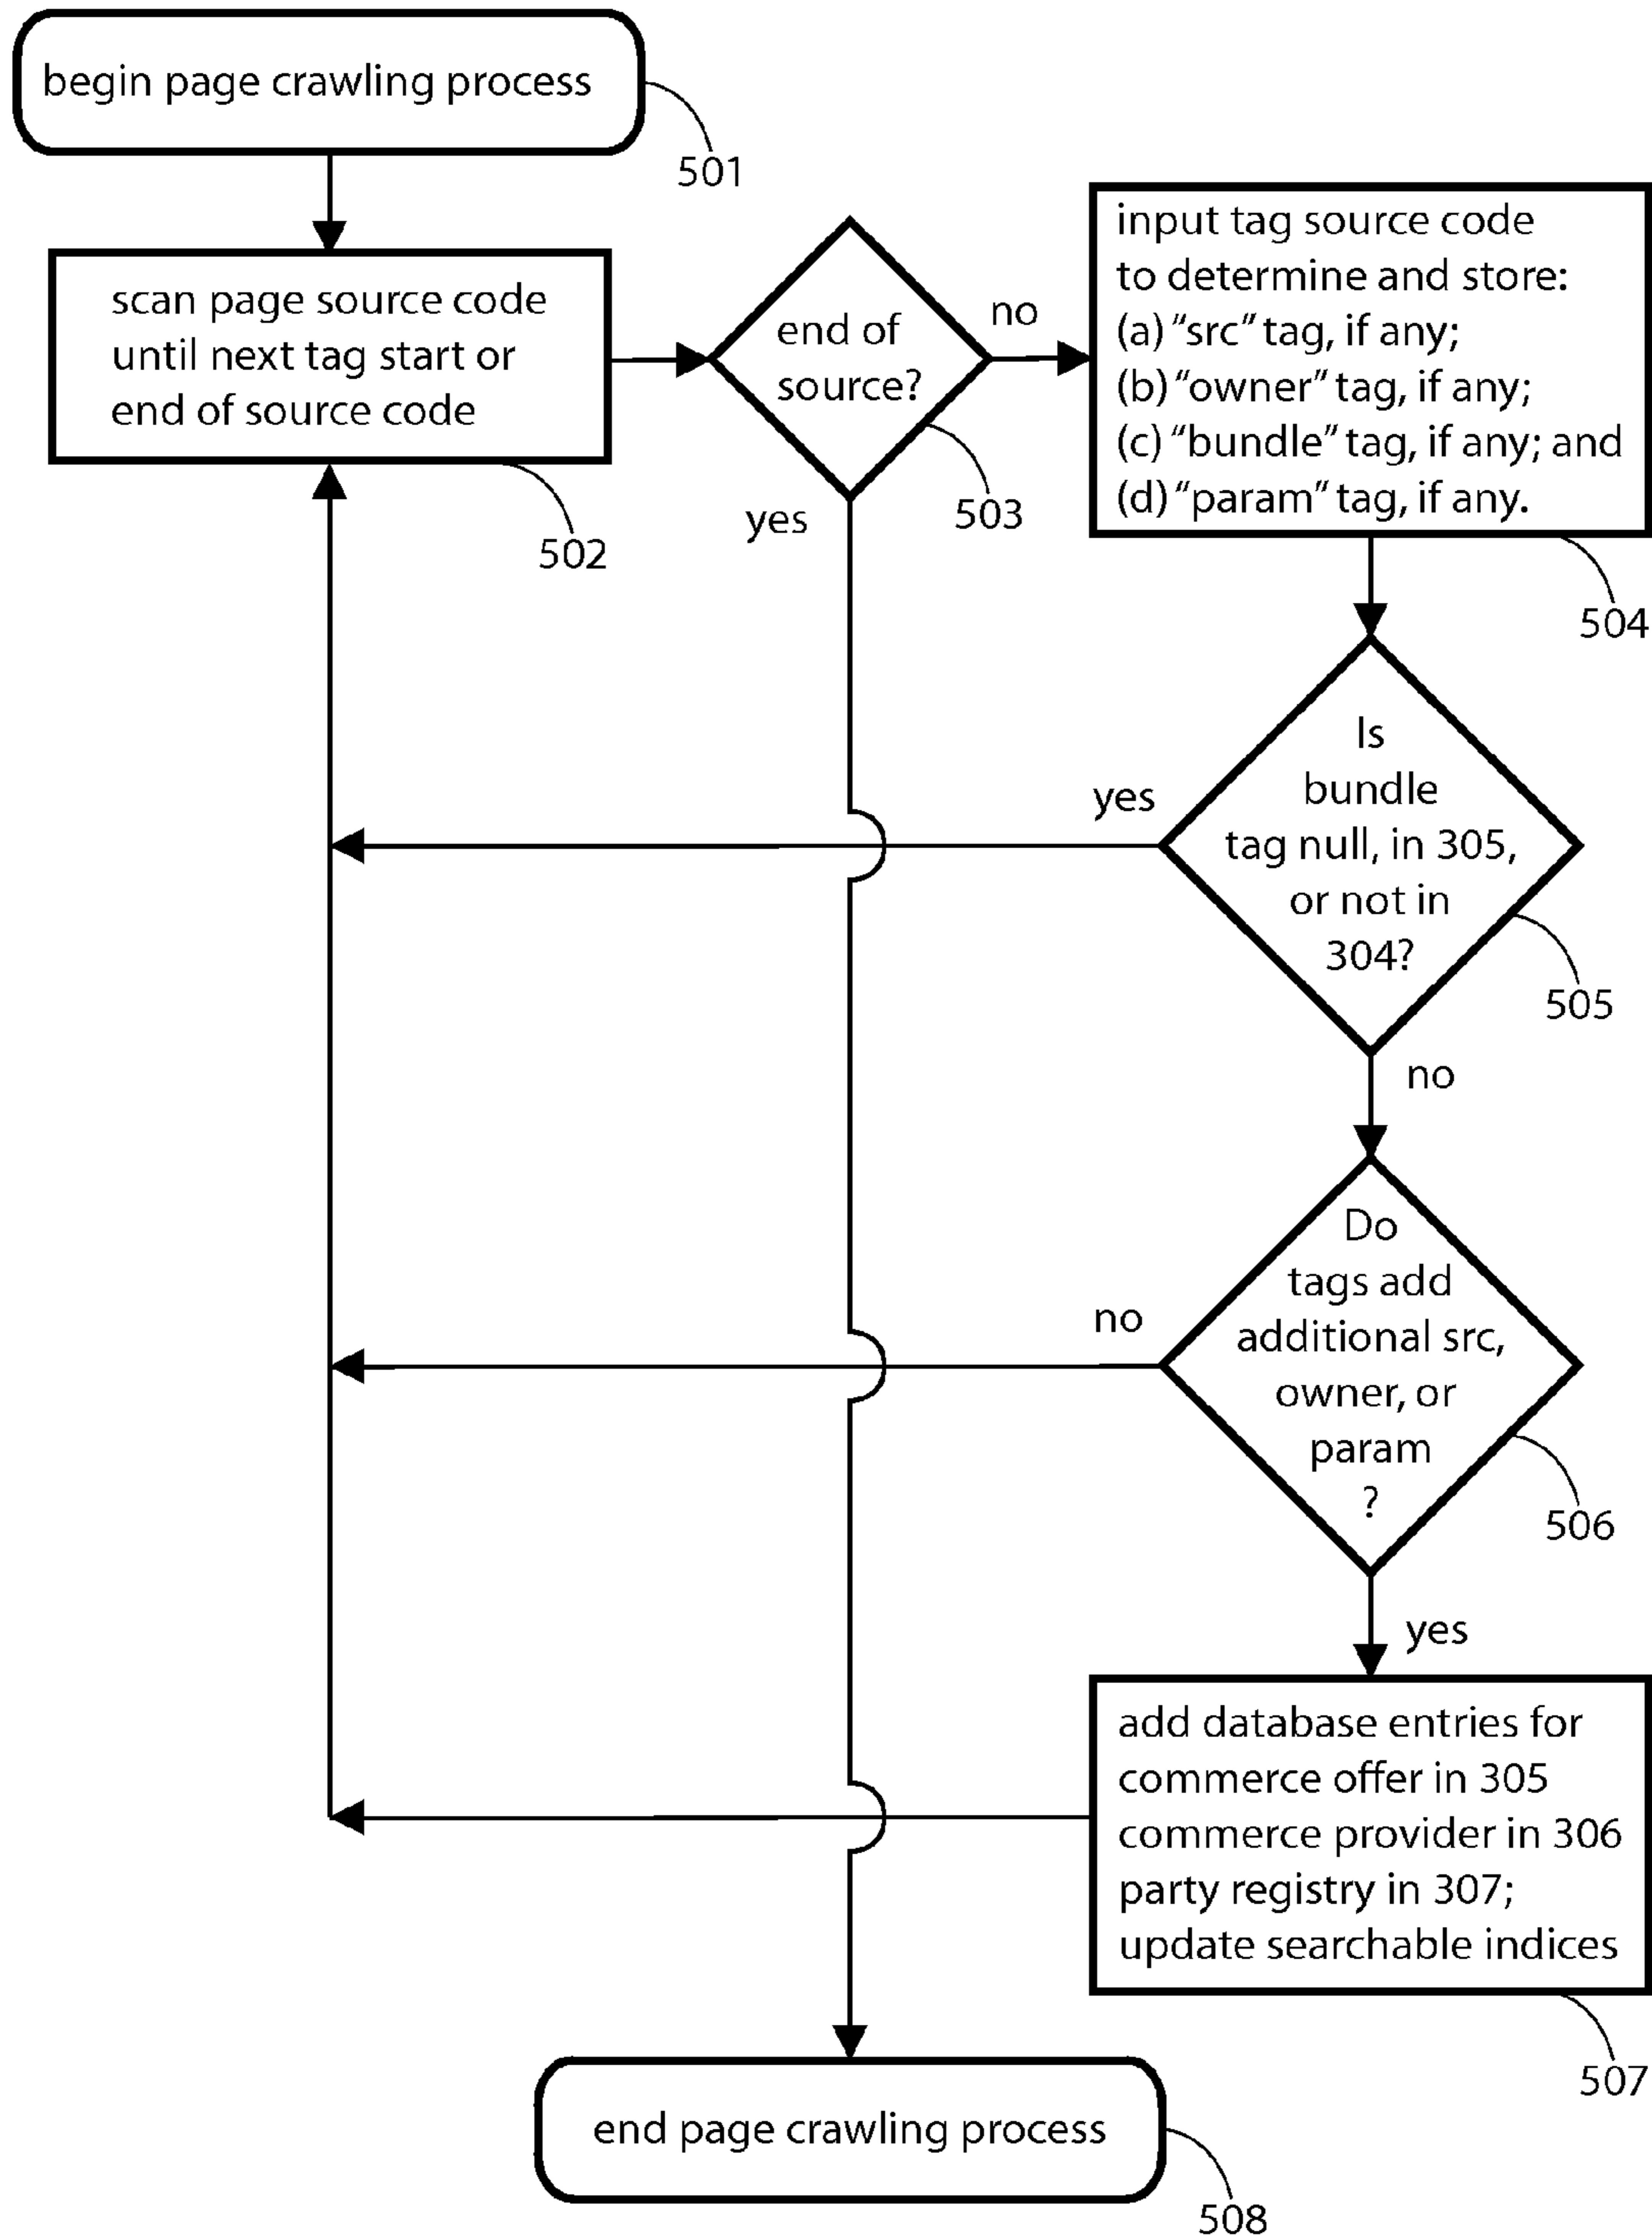 begin page crawling process
501
scan page source code
until next tag start or
end of source code
502
end of
source?
503
no
yes
input tag source code
to determine and store:
(a) “src” tag, if any;
(b) “owner” tag, if any;
(c) “bundle” tag, if any; and
(d) “param” tag, if any.
504
Is
bundle
tag null, in 305,
or not in
304?
505
yes
no
Do
tags add
additional src,
owner, or
param
?
506
no
yes
add database entries for
commerce offer in 305
commerce provider in 306
party registry in 307;
update searchable indices
507
end page crawling process
508